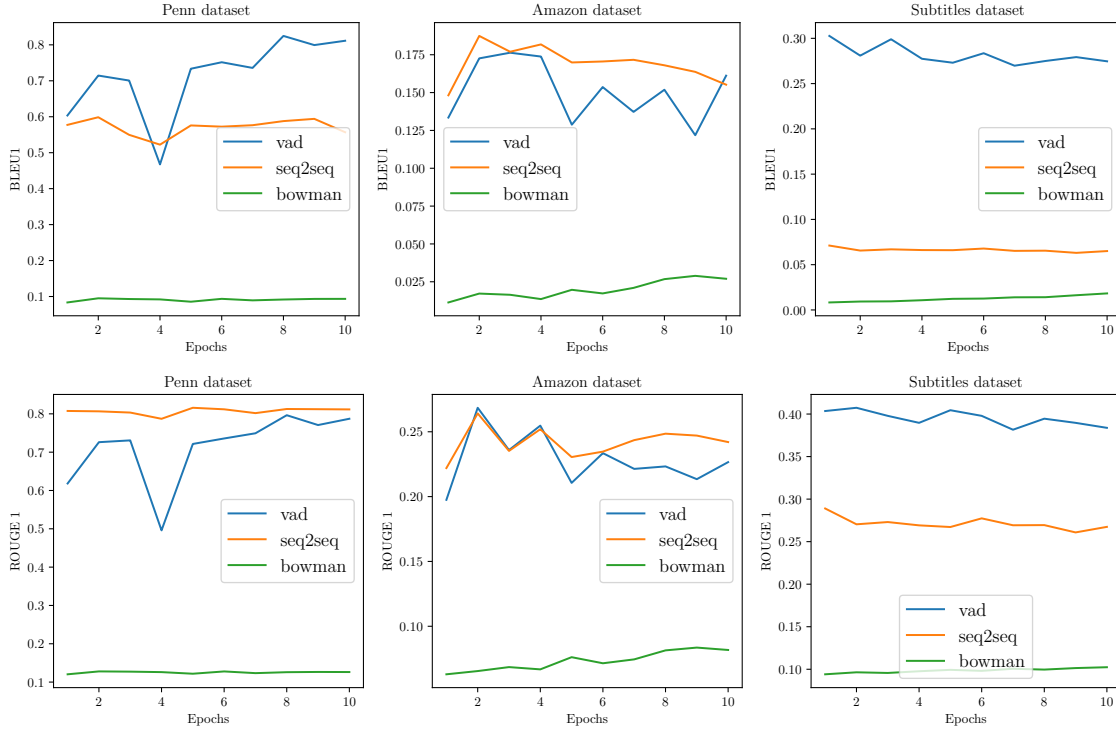 Penn dataset
BLEU1
0.8
0.7
0.6
0.5
0.4
0.3
0.2
0.1
vad
seq2seq
bowman
2 4 6 8 10
Epochs
Amazon dataset
BLEU1
0.175
0.150
0.125
0.100
0.075
0.050
0.025
vad
seq2seq
bowman
2 4 6 8 10
Epochs
Subtitles dataset
BLEU1
0.30
0.25
0.20
0.15
0.10
0.05
0.00
vad
seq2seq
bowman
2 4 6 8 10
Epochs
Penn dataset
ROUGE 1
0.8
0.7
0.6
0.5
0.4
0.3
0.2
0.1
vad
seq2seq
bowman
2 4 6 8 10
Epochs
Amazon dataset
ROUGE 1
0.25
0.20
0.15
0.10
vad
seq2seq
bowman
2 4 6 8 10
Epochs
Subtitles dataset
ROUGE 1
0.40
0.35
0.30
0.25
0.20
0.15
0.10
vad
seq2seq
bowman
2 4 6 8 10
Epochs